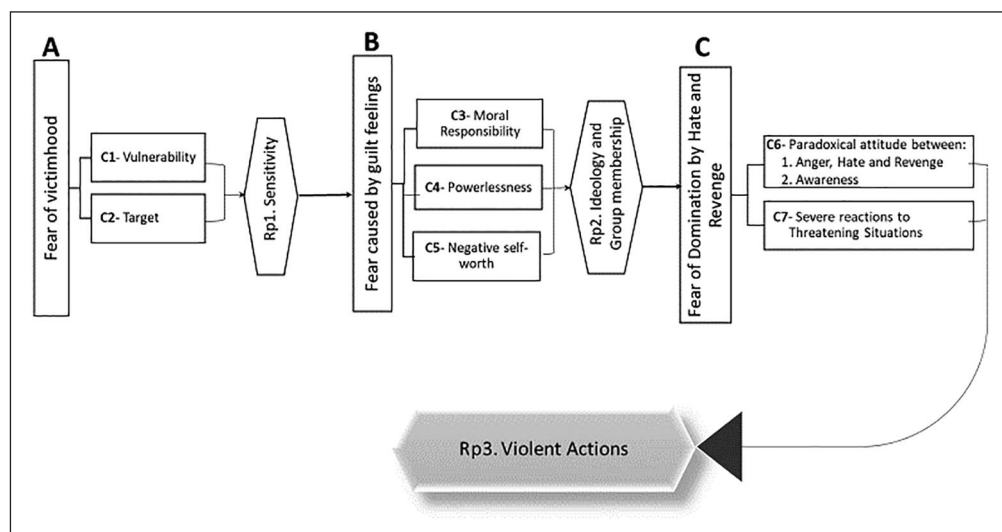 A
Fear of victimhood
C1- Vulnerability
C2- Target
Rp1. Sensitivity
B
Fear caused by guilt feelings
C3- Moral
Responsibility
C4- Powerlessness
C5- Negative self-
worth
Rp2. Ideology and
Group membership
C
Fear of Domination by Hate and
Revenge
C6- Paradoxical attitude between:
1. Anger, Hate and Revenge
2. Awareness
C7- Severe reactions to
Threatening Situations
Rp3. Violent Actions